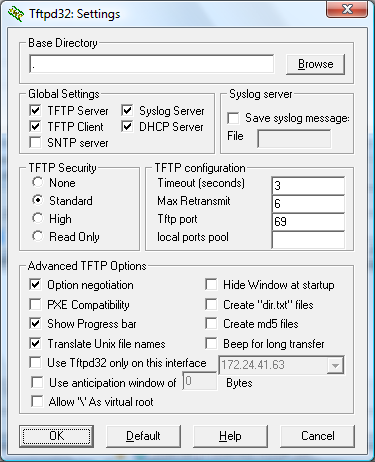 Tftpd32: Settings
Base Directory
.
Browse
Global Settings
TFTP Server
TFTP Client
SNTP server
Syslog Server
DHCP Server
Syslog server
Save syslog message:
File
TFTP Security
None
Standard
High
Read Only
TFTP configuration
Timeout (seconds) 3
Max Retransmit 6
Tftp port 69
local ports pool
Advanced TFTP Options
Option negotiation
PXE Compatibility
Show Progress bar
Translate Unix file names
Hide Window at startup
Create "dir.txt" files
Create md5 files
Beep for long transfer
Use Tftpd32 only on this interface 172.24.41.63
Use anticipation window of 0 Bytes
Allow '\' As virtual root
OK Default Help Cancel